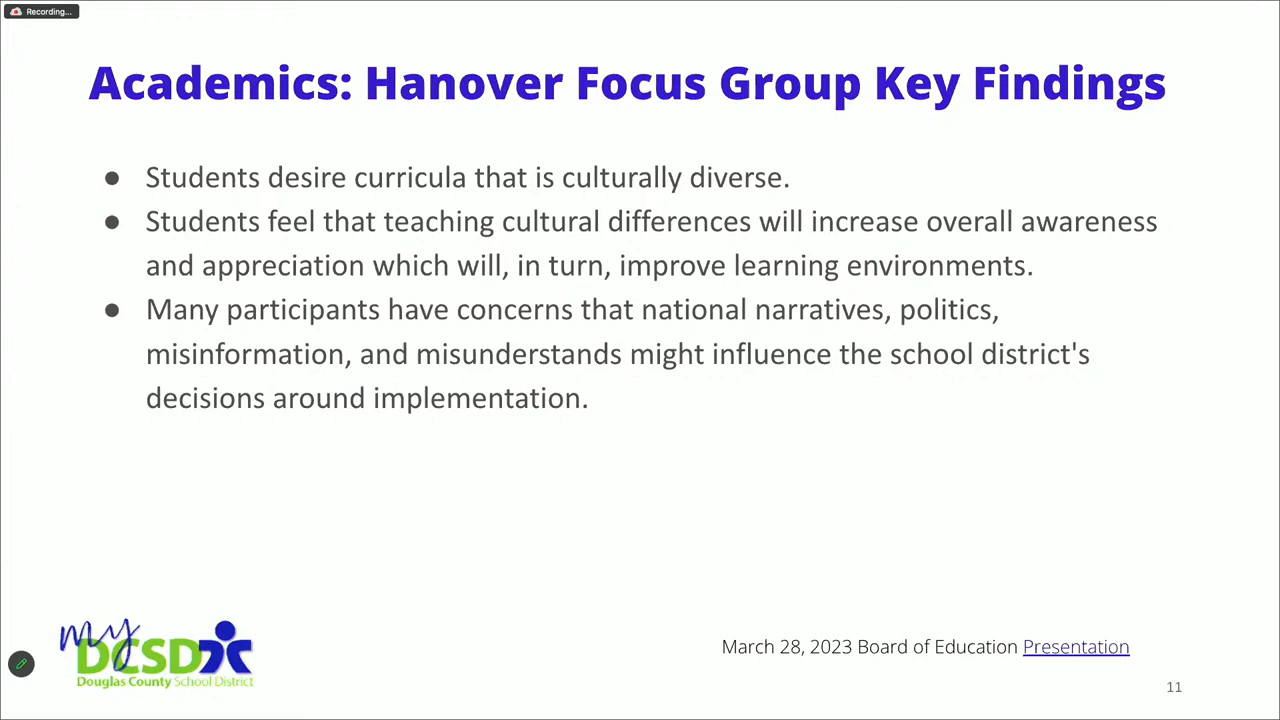 Recording...
Academics: Hanover Focus Group Key Findings
● Students desire curricula that is culturally diverse.
● Students feel that teaching cultural differences will increase overall awareness
and appreciation which will, in turn, improve learning environments.
● Many participants have concerns that national narratives, politics,
misinformation, and misunderstands might influence the school district's
decisions around implementation.
my
DCSD
Douglas County School District
March 28, 2023 Board of Education Presentation
11